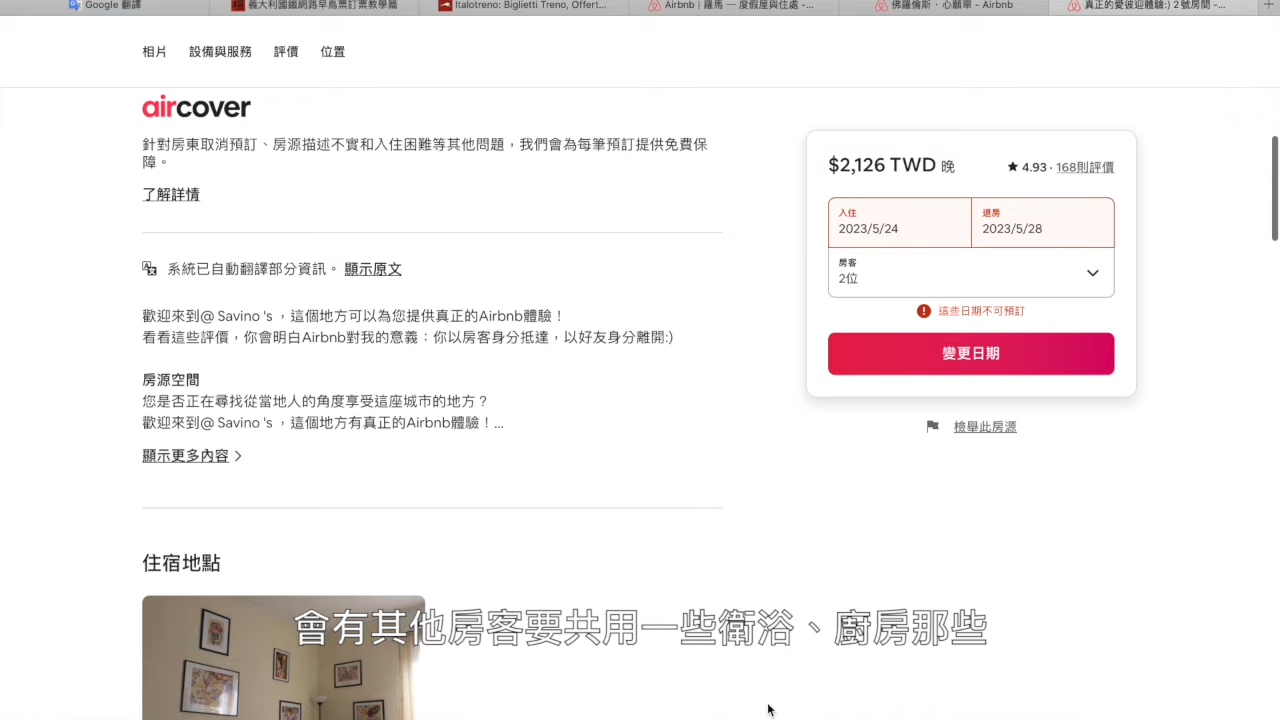 Google 翻譯
義大利國鐵網路早鳥票訂票教學篇
Italotreno: Biglietti Treno, Offert...
Airbnb | 羅馬 — 度假屋與住處 -...
佛羅倫斯 · 心願單 - Airbnb
真正的愛彼迎體驗:) 2 號房間 -...
相片 設備與服務 評價 位置
aircover
針對房東取消預訂、房源描述不實和入住困難等其他問題，我們會為每筆預訂提供免費保
障。
了解詳情
系統已自動翻譯部分資訊。 顯示原文
歡迎來到@ Savino 's ，這個地方可以為您提供真正的Airbnb體驗！
看看這些評價，你會明白Airbnb對我的意義：你以房客身分抵達，以好友身分離開:)
房源空間
您是否正在尋找從當地人的角度享受這座城市的地方？
歡迎來到@ Savino 's ，這個地方有真正的Airbnb體驗！...
顯示更多內容
住宿地點
$2,126 TWD 晚
★ 4.93 · 168則評價
入住
2023/5/24
退房
2023/5/28
房客
2位
這些日期不可預訂
變更日期
檢舉此房源
會有其他房客要共用一些衛浴、廚房那些